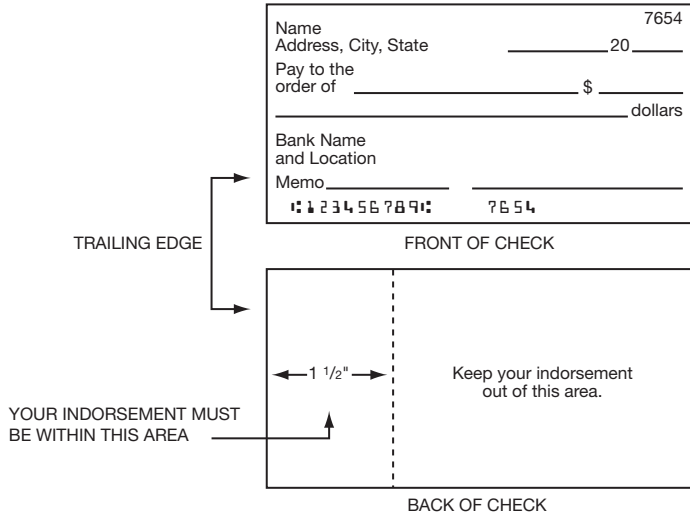 7654
Name
Address, City, State 20
Pay to the
order of $
dollars
Bank Name
and Location
Memo
⑆123456789⑆ 7654
TRAILING EDGE
FRONT OF CHECK
1 1/2"
Keep your indorsement
out of this area.
YOUR INDORSEMENT MUST
BE WITHIN THIS AREA
BACK OF CHECK